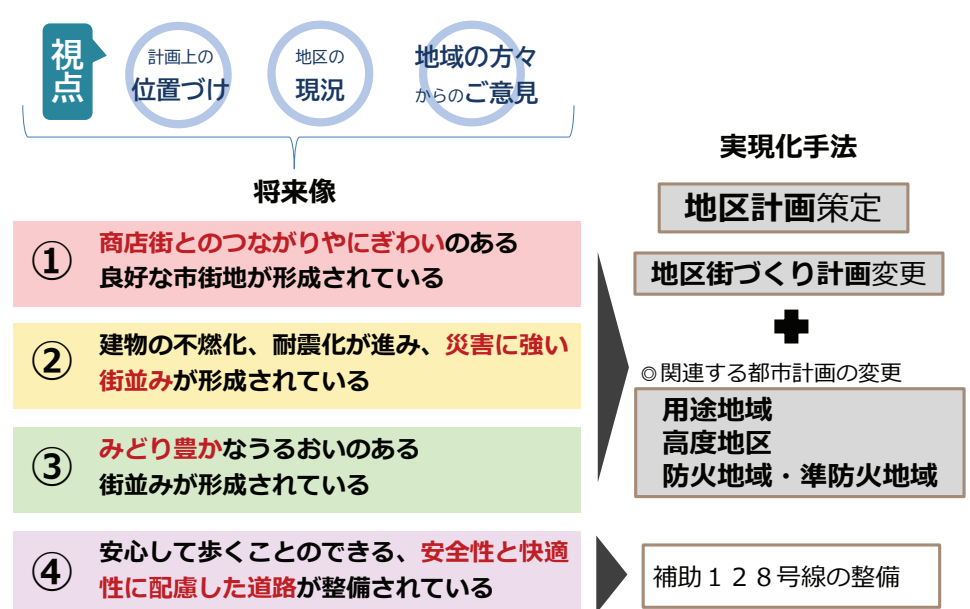 視点
計画上の
位置づけ
地区の
現況
地域の方々
からのご意見
将来像
①
商店街とのつながりやにぎわいのある
良好な市街地が形成されている
②
建物の不燃化、耐震化が進み、災害に強い
街並みが形成されている
③
みどり豊かなうるおいのある
街並みが形成されている
④
安心して歩くことのできる、安全性と快適
性に配慮した道路が整備されている
実現化手法
地区計画策定
地区街づくり計画変更
◎関連する都市計画の変更
用途地域
高度地区
防火地域・準防火地域
補助１２８号線の整備